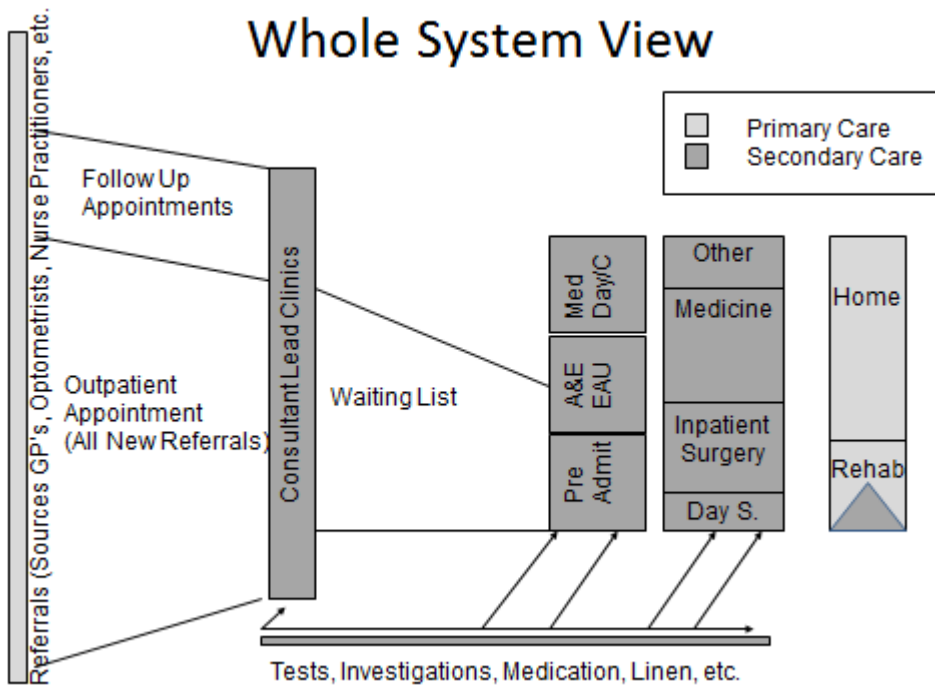 Whole System View
Primary Care
Secondary Care
Referrals (Sources GP's, Optometrists, Nurse Practitioners, etc.
Follow Up
Appointments
Outpatient
Appointment
(All New Referrals)
Consultant Lead Clinics
Waiting List
Med
Day/C
A&E
EAU
Pre
Admit
Other
Medicine
Inpatient
Surgery
Day S.
Home
Rehab
Tests, Investigations, Medication, Linen, etc.